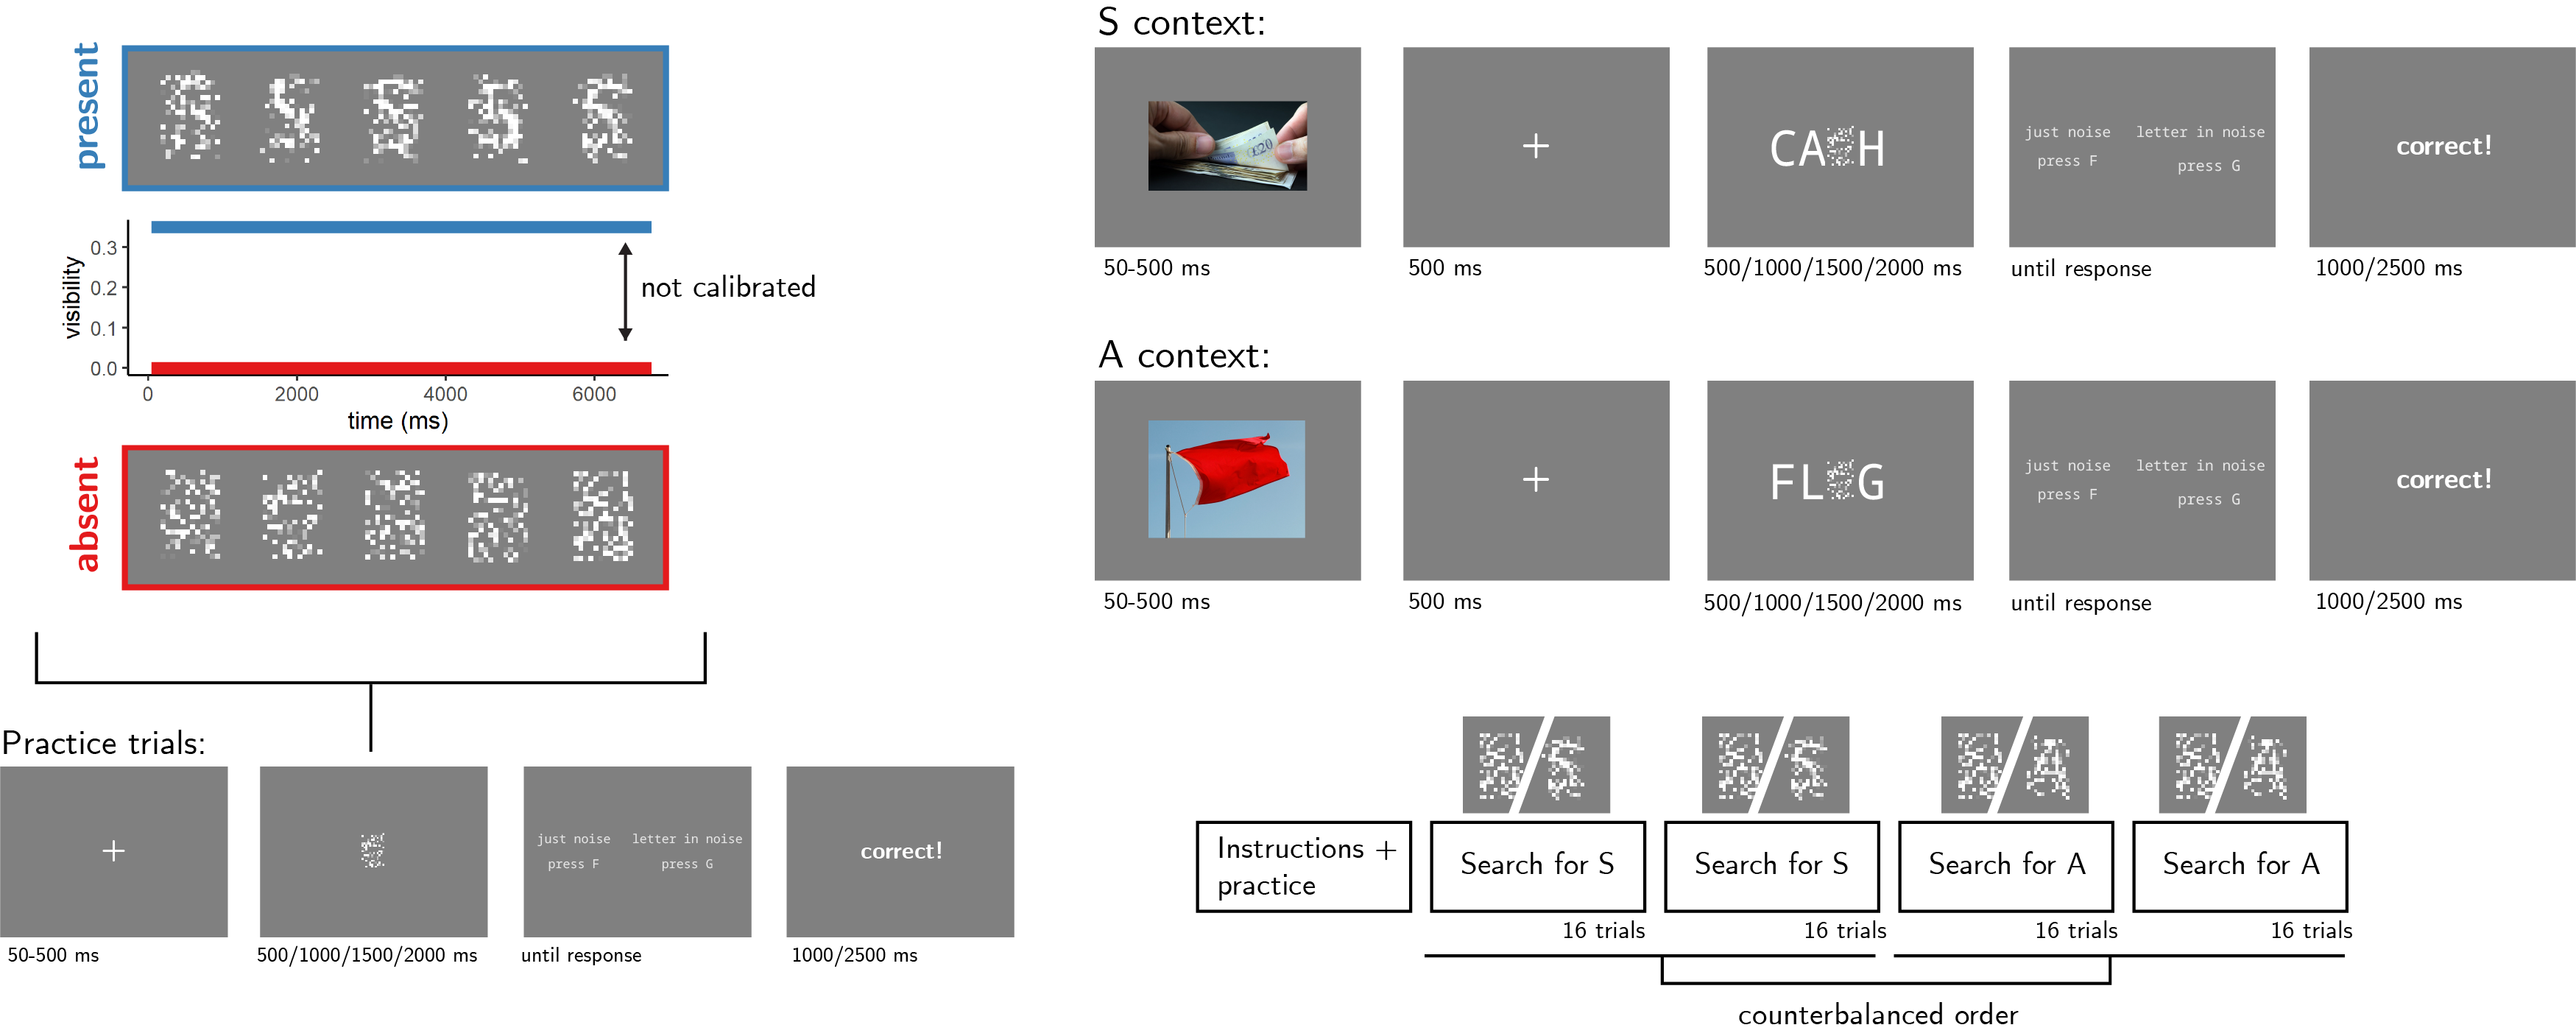 present
0.3
0.2
0.1
0.0
visibility
not calibrated
0 2000 4000 6000
time (ms)
absent
Practice trials:
+
just noise letter in noise
press F press G
correct!
50-500 ms 500/1000/1500/2000 ms until response 1000/2500 ms
S context:
£20
+
CASH
just noise letter in noise
press F press G
correct!
50-500 ms 500 ms 500/1000/1500/2000 ms until response 1000/2500 ms
A context:
+
FL G
just noise letter in noise
press F press G
correct!
50-500 ms 500 ms 500/1000/1500/2000 ms until response 1000/2500 ms
S S A A
Instructions +
practice
Search for S Search for S Search for A Search for A
16 trials 16 trials 16 trials 16 trials
counterbalanced order